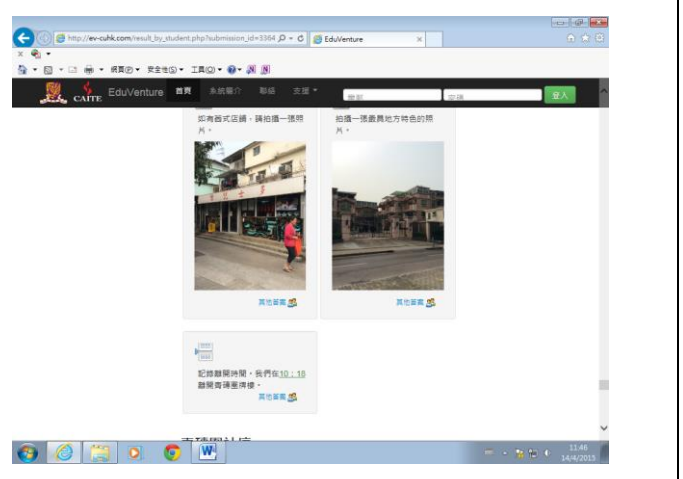 http://ev-cuhk.com/result_by_student.php?submission_id=3364
EduVenture
網頁(P) 安全性(S) 工具(O)
CAITE EduVenture 首頁 系統簡介 聯絡 支援 登入
如有舊式店鋪，請拍攝一張照
片。
拍攝一張最具地方特色的照
片。
士多
其他答案
其他答案
記錄離開時間，我們在10：18
離開青磚圍牌樓。
其他答案
11:46
14/4/2015